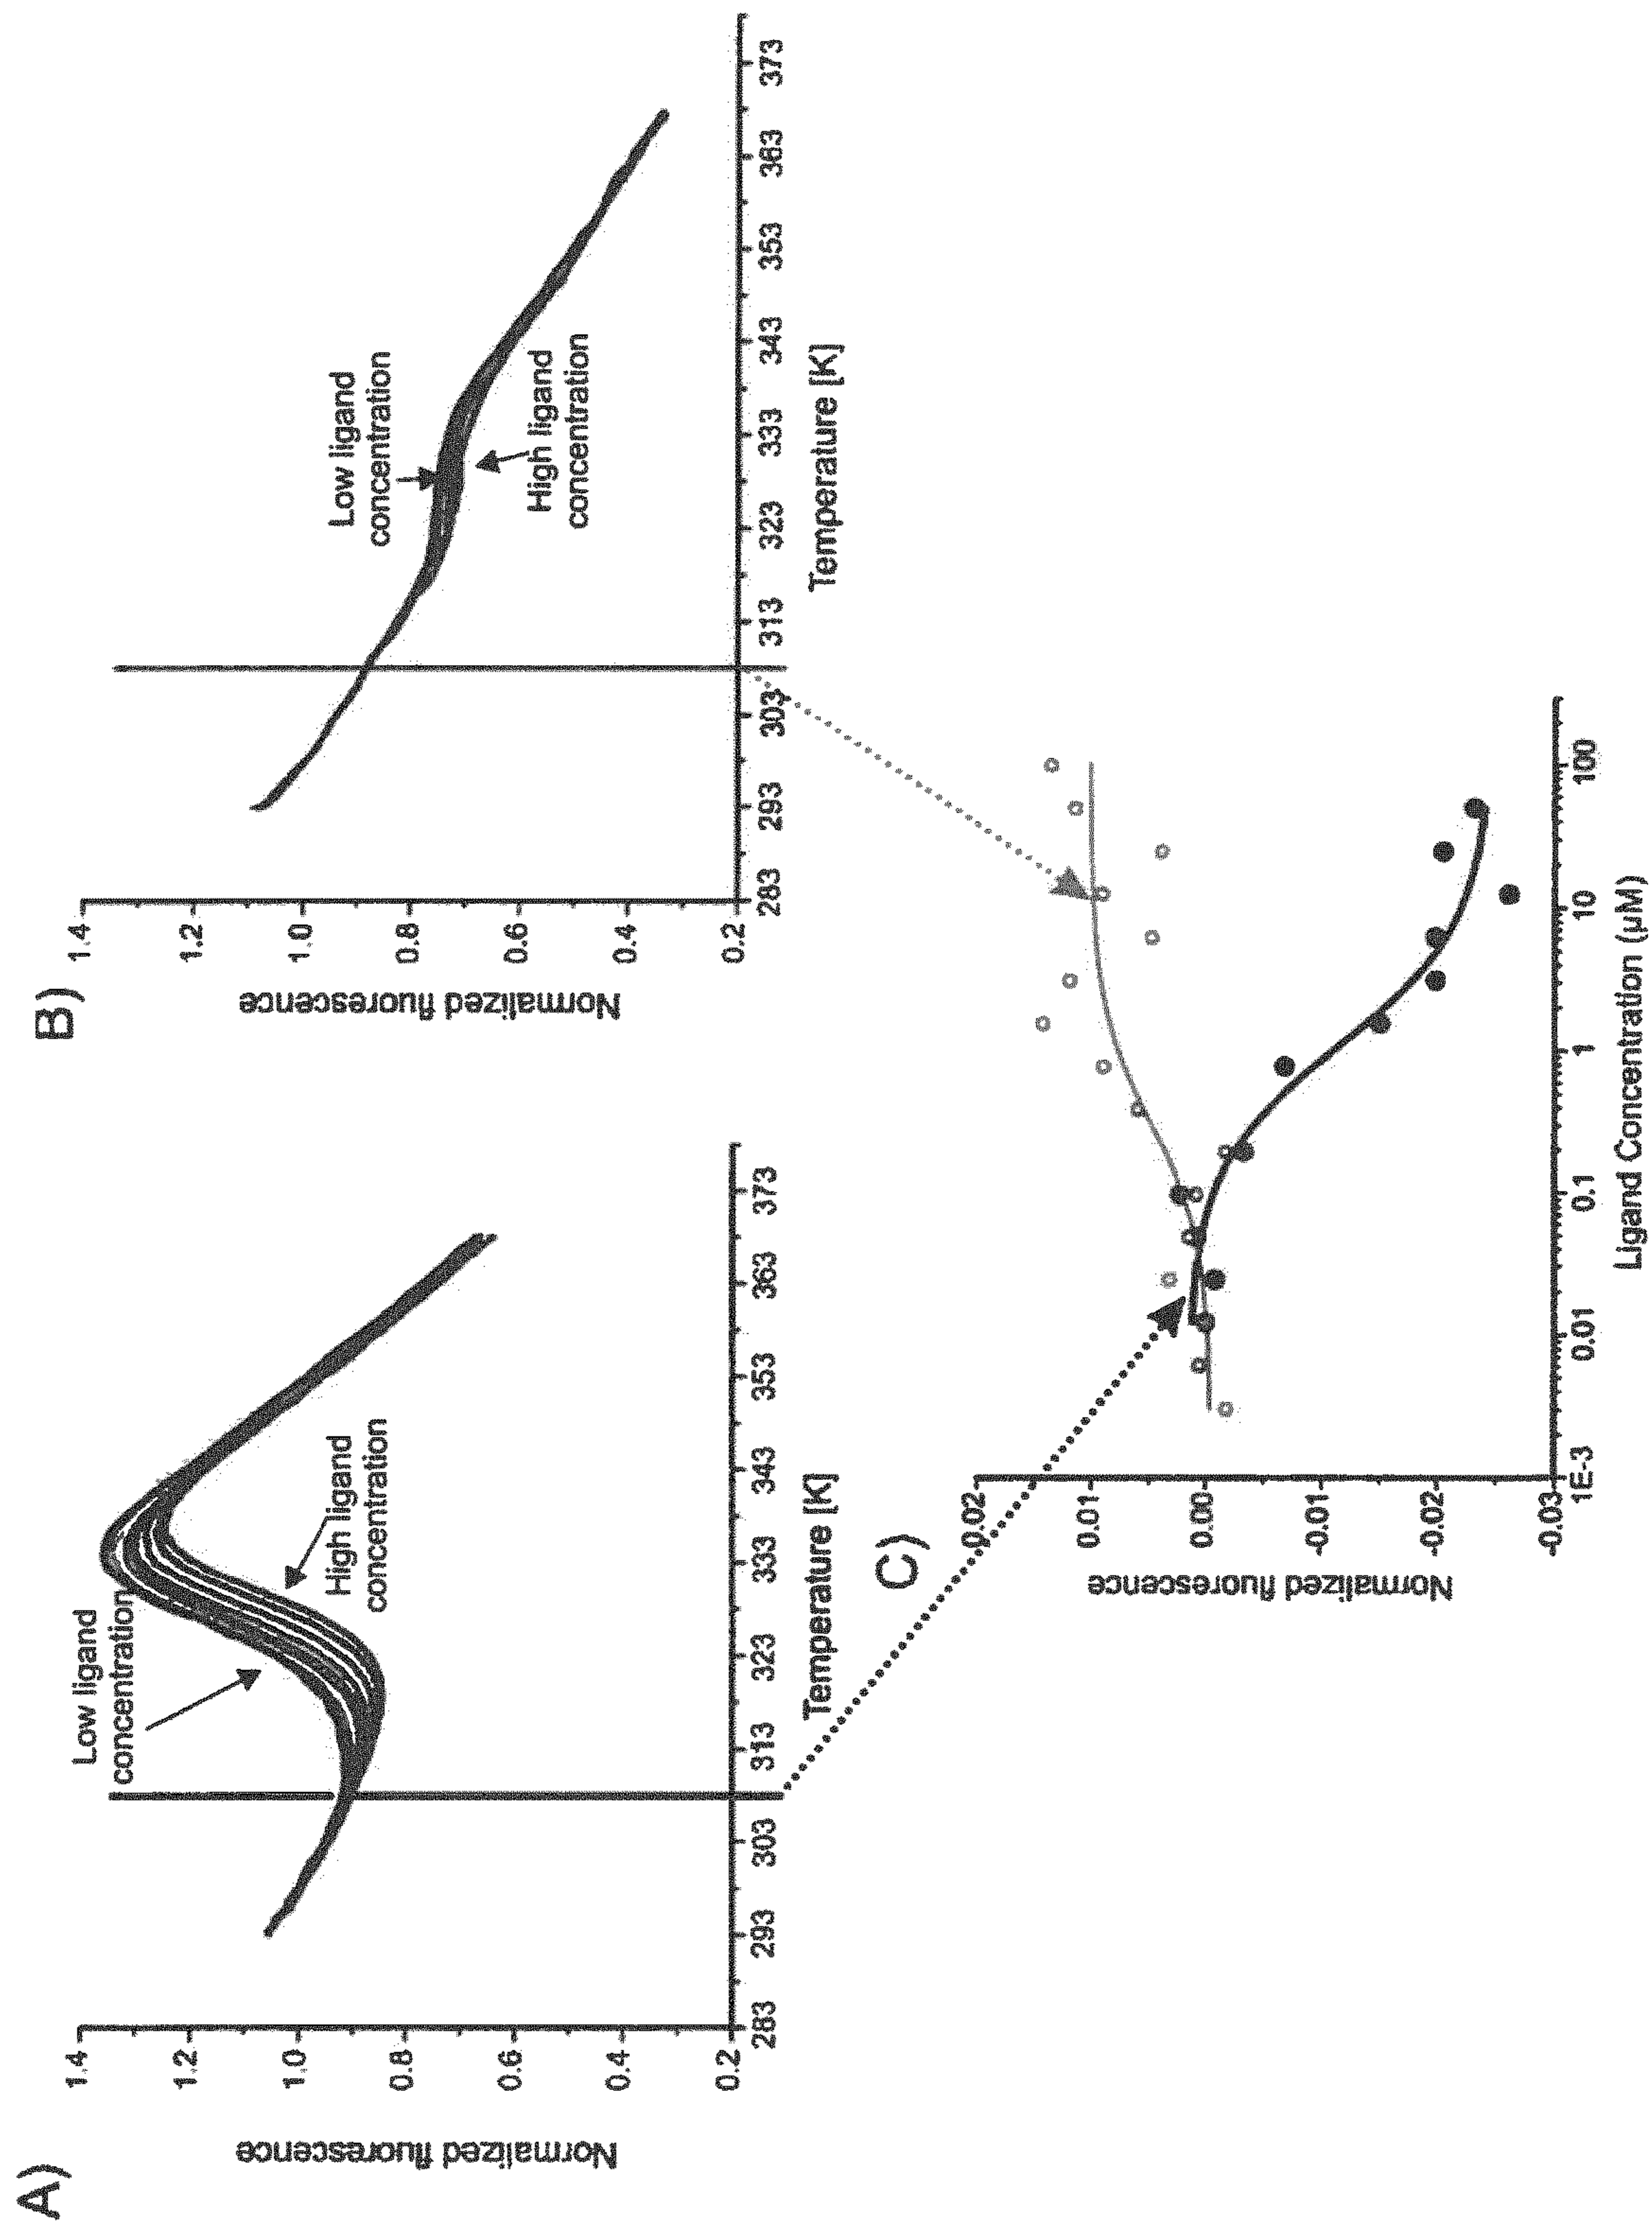 A)
Normalized fluorescence
1.4
1.2
1.0
0.8
0.6
0.4
0.2
283
293
303
313
323
333
343
353
363
373
Temperature [K]
Low ligand
concentration
High ligand
concentration
B)
Normalized fluorescence
1.4
1.2
1.0
0.8
0.6
0.4
0.2
283
293
303
313
323
333
343
353
363
373
Temperature [K]
Low ligand
concentration
High ligand
concentration
C)
Normalized fluorescence
0.02
0.01
0.00
-0.01
-0.02
-0.03
1E-3
0.01
0.1
1
10
100
Ligand Concentration (µM)